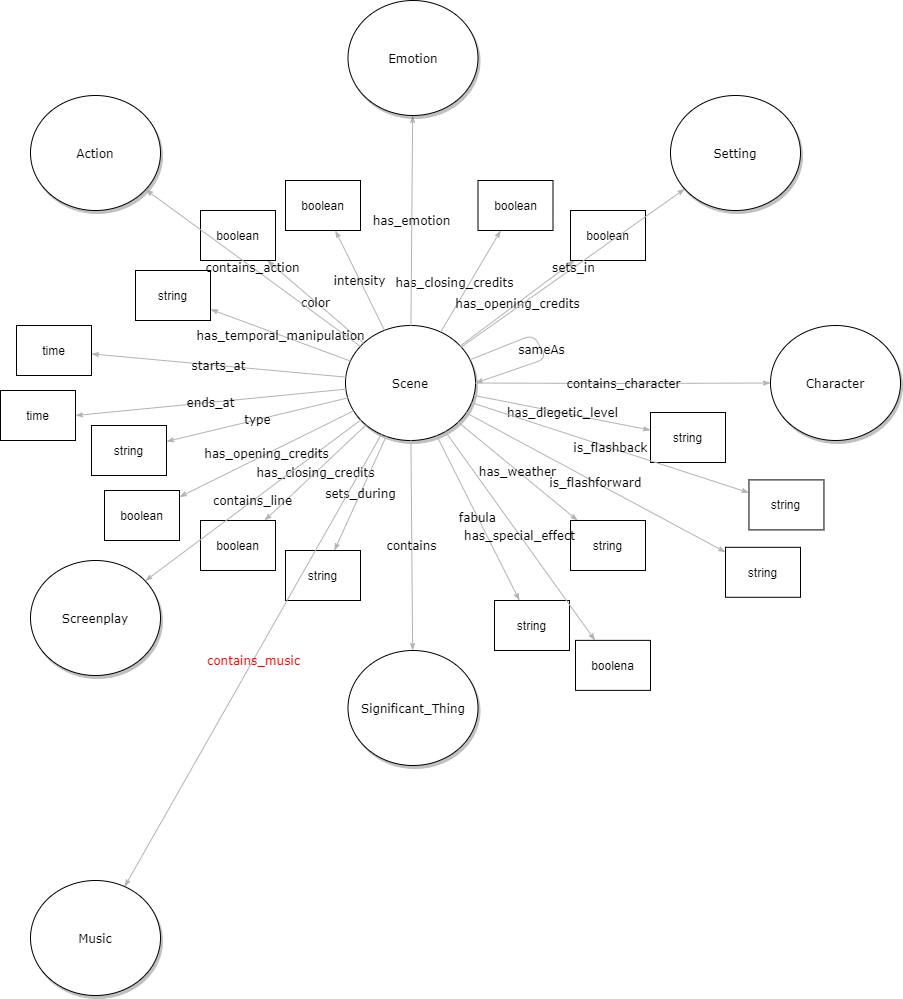 Emotion
Action
Setting
boolean
boolean
has_emotion
boolean
boolean
contains_action
sets_in
intensity
has_closing_credits
string
color
has_opening_credits
has_temporal_manipulation
time
sameAs
starts_at
Scene
contains_character
Character
ends_at
time
has_diegetic_level
type
string
string
is_flashback
has_opening_credits
has_closing_credits
has_weather
is_flashforward
contains_line
sets_during
string
boolean
fabula
has_special_effect
boolean
contains
string
string
string
Screenplay
string
contains_music
boolena
Significant_Thing
Music